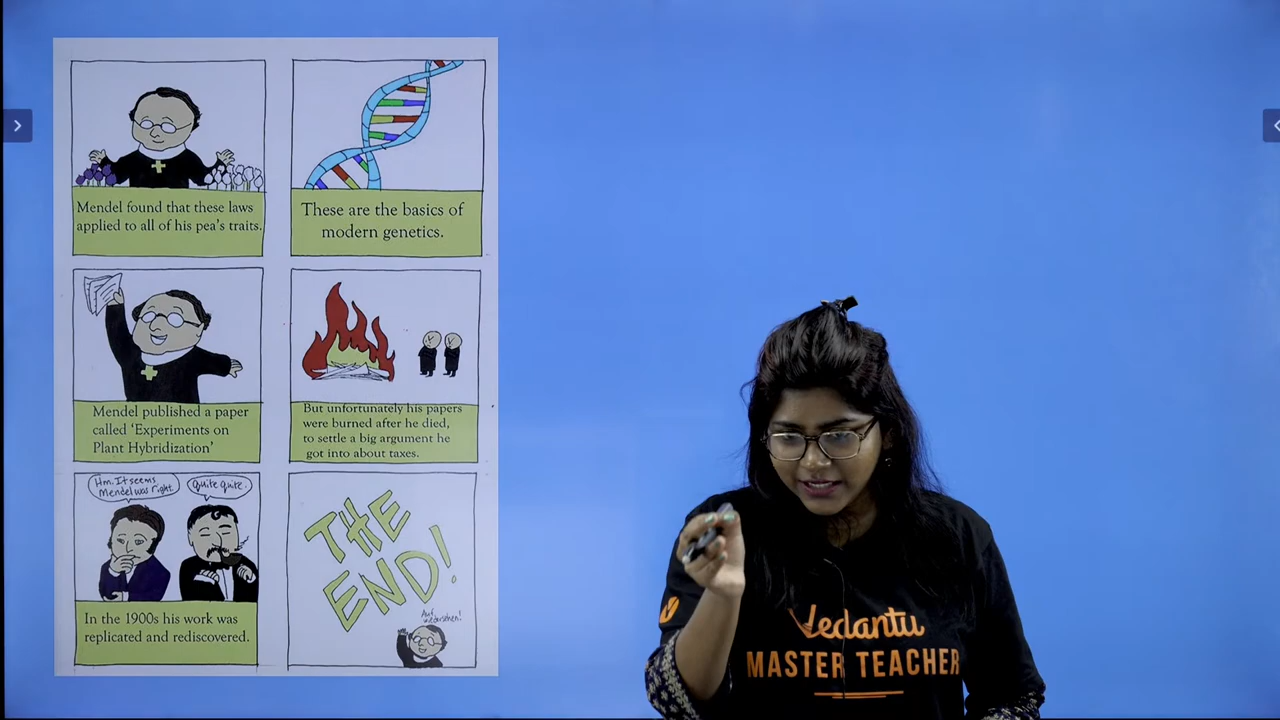 Mendel found that these laws
applied to all of his pea's traits.
These are the basics of
modern genetics.
Mendel published a paper
called 'Experiments on
Plant Hybridization'
But unfortunately his papers
were burned after he died,
to settle a big argument he
got into about taxes.
Hm. It seems
Mendel was right.
Quite quite.
In the 1900s his work was
replicated and rediscovered.
THE
END!
Auf
wiedersehen!
Vedantu
MASTER TEACHER